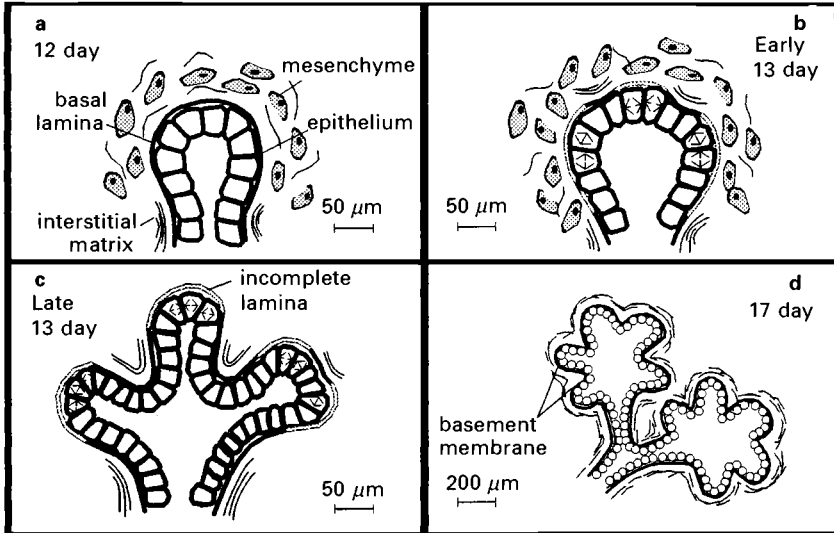 a
12 day
mesenchyme
basal
lamina
epithelium
interstitial
matrix
50 μm
b
Early
13 day
50 μm
c
Late
13 day
incomplete
lamina
50 μm
d
17 day
basement
membrane
200 μm